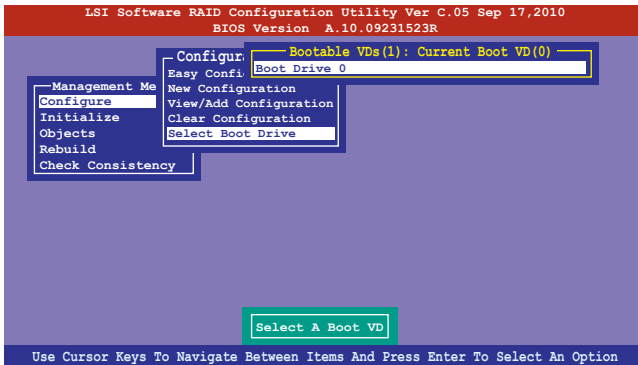 LSI Software RAID Configuration Utility Ver C.05 Sep 17,2010
BIOS Version A.10.09231523R
Bootable VDs(1): Current Boot VD(0)
Boot Drive 0
Configur
Easy Confi
New Configuration
View/Add Configuration
Clear Configuration
Select Boot Drive
Management Me
Configure
Initialize
Objects
Rebuild
Check Consistency
Select A Boot VD
Use Cursor Keys To Navigate Between Items And Press Enter To Select An Option